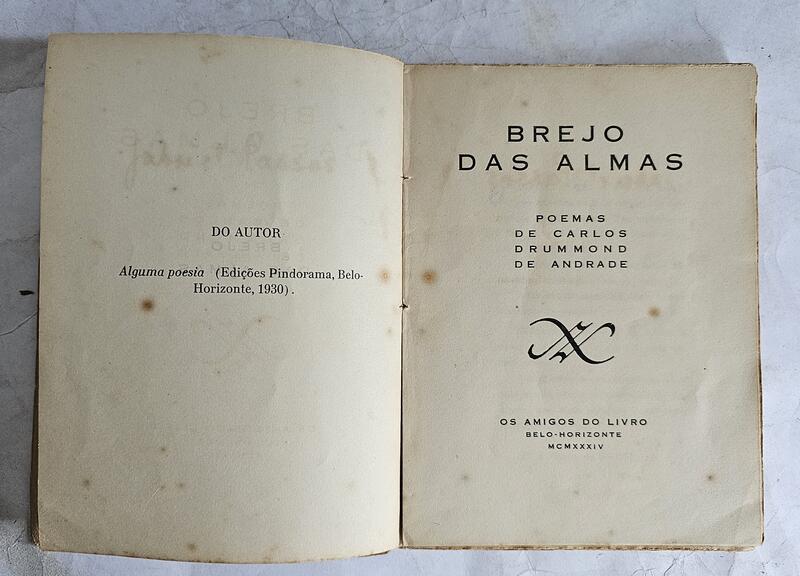 DO AUTOR
Alguma poesia (Edições Pindorama, Belo-
Horizonte, 1930).
BREJO
DAS ALMAS
POEMAS
DE CARLOS
DRUMMOND
DE ANDRADE
OS AMIGOS DO LIVRO
BELO-HORIZONTE
MCMXXXIV